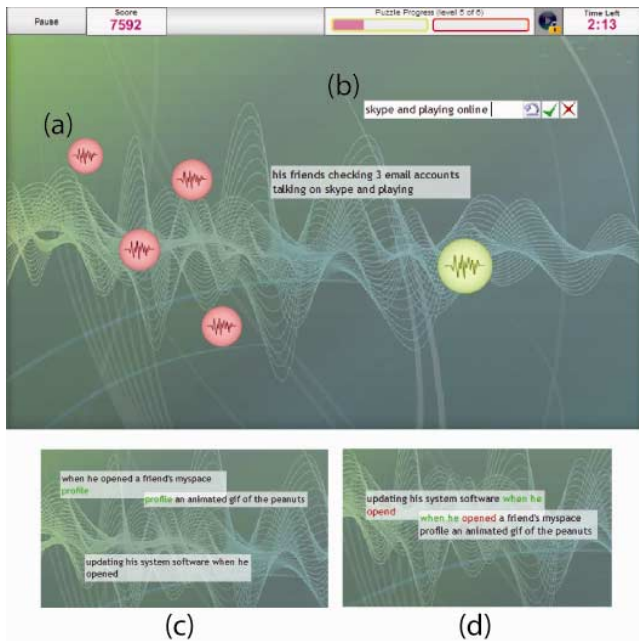 Pause
Score
7592
Puzzle Progress (level 5 of 6)
Time Left
2:13
(b)
skype and playing online
(a)
his friends checking 3 email accounts
talking on skype and playing
when he opened a friend's myspace
profile
profile an animated gif of the peanuts
updating his system software when he
opened
updating his system software when he
opend
when he opened a friend's myspace
profile an animated gif of the peanuts
(c)
(d)